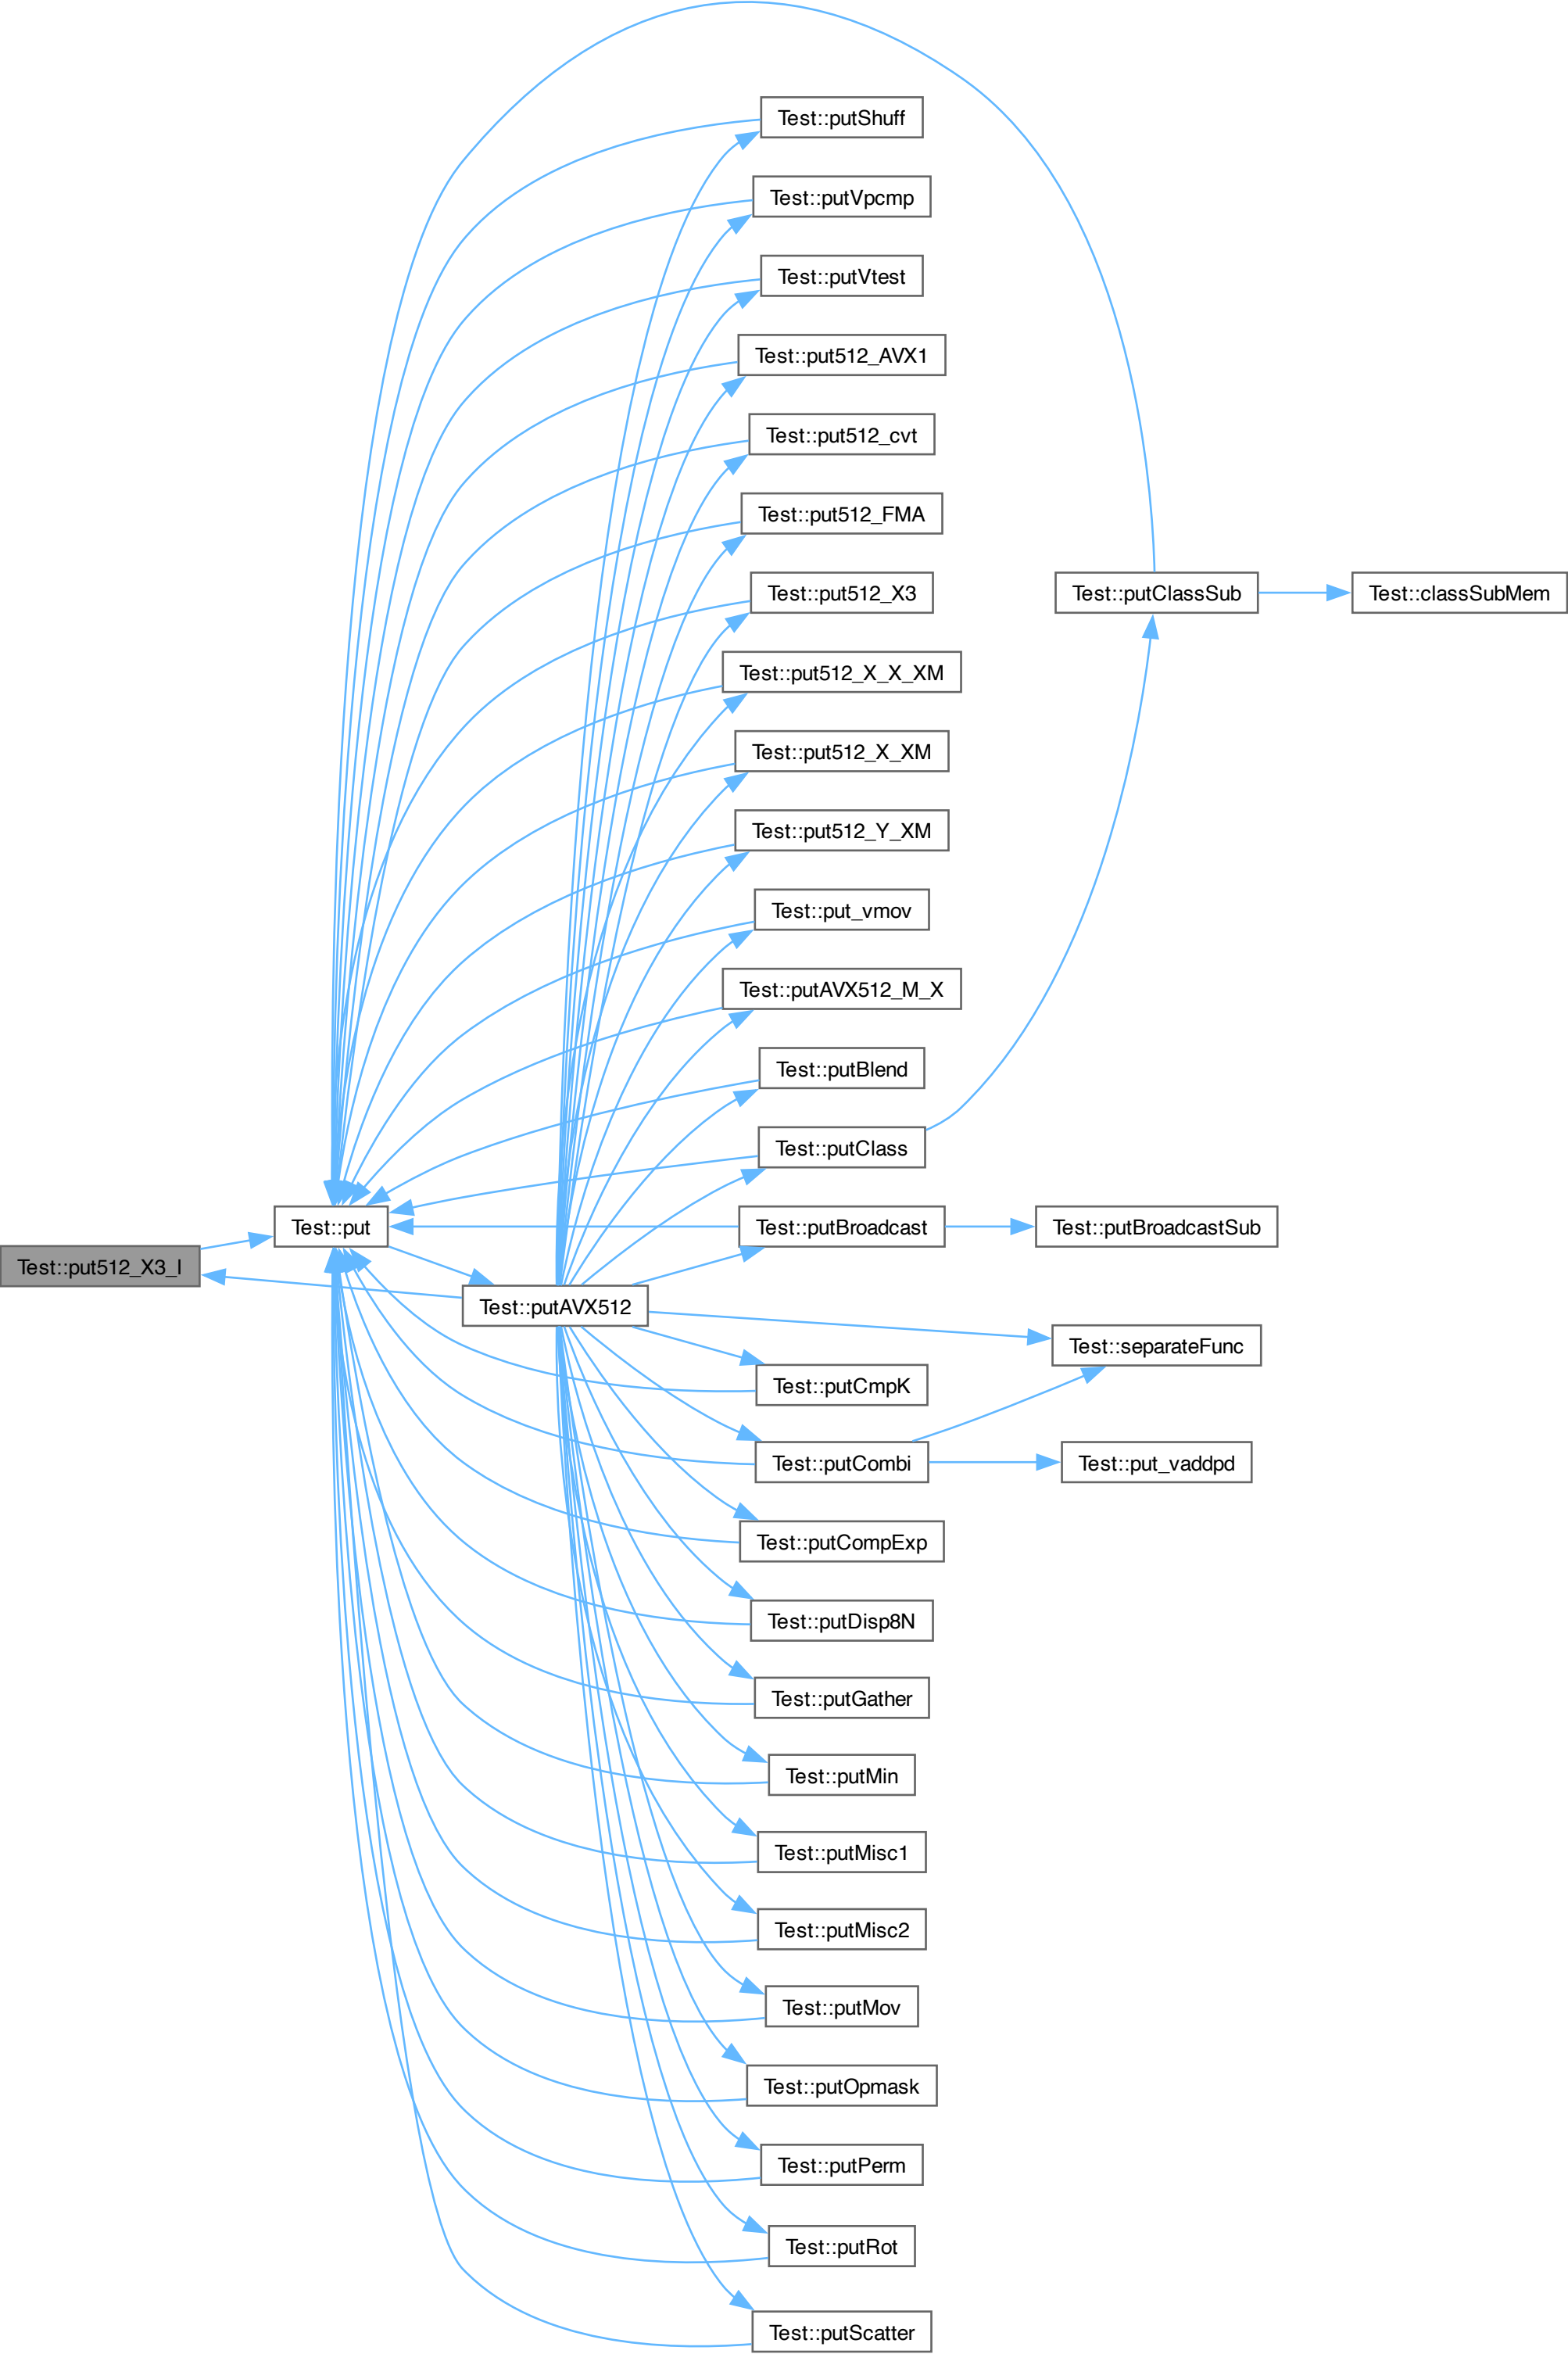 Test::putShuff
Test::putVpcmp
Test::putVtest
Test::put512_AVX1
Test::put512_cvt
Test::put512_FMA
Test::put512_X3
Test::putClassSub
Test::classSubMem
Test::put512_X_X_XM
Test::put512_X_XM
Test::put512_Y_XM
Test::put_vmov
Test::putAVX512_M_X
Test::putBlend
Test::putClass
Test::put
Test::putBroadcast
Test::putBroadcastSub
Test::put512_X3_I
Test::putAVX512
Test::separateFunc
Test::putCmpK
Test::putCombi
Test::put_vaddpd
Test::putCompExp
Test::putDisp8N
Test::putGather
Test::putMin
Test::putMisc1
Test::putMisc2
Test::putMov
Test::putOpmask
Test::putPerm
Test::putRot
Test::putScatter